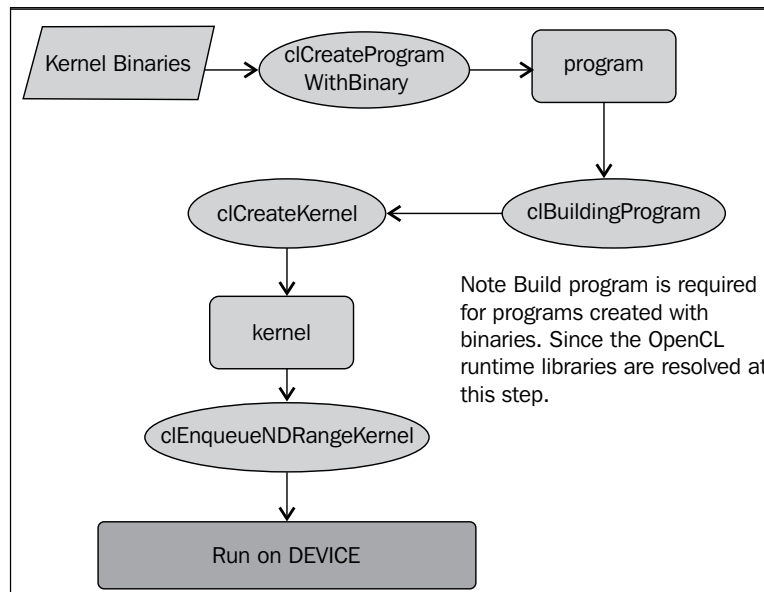 Kernel Binaries
clCreateProgram
WithBinary
program
clCreateKernel
clBuildingProgram
Note Build program is required
for programs created with
binaries. Since the OpenCL
runtime libraries are resolved at
this step.
kernel
clEnqueueNDRangeKernel
Run on DEVICE